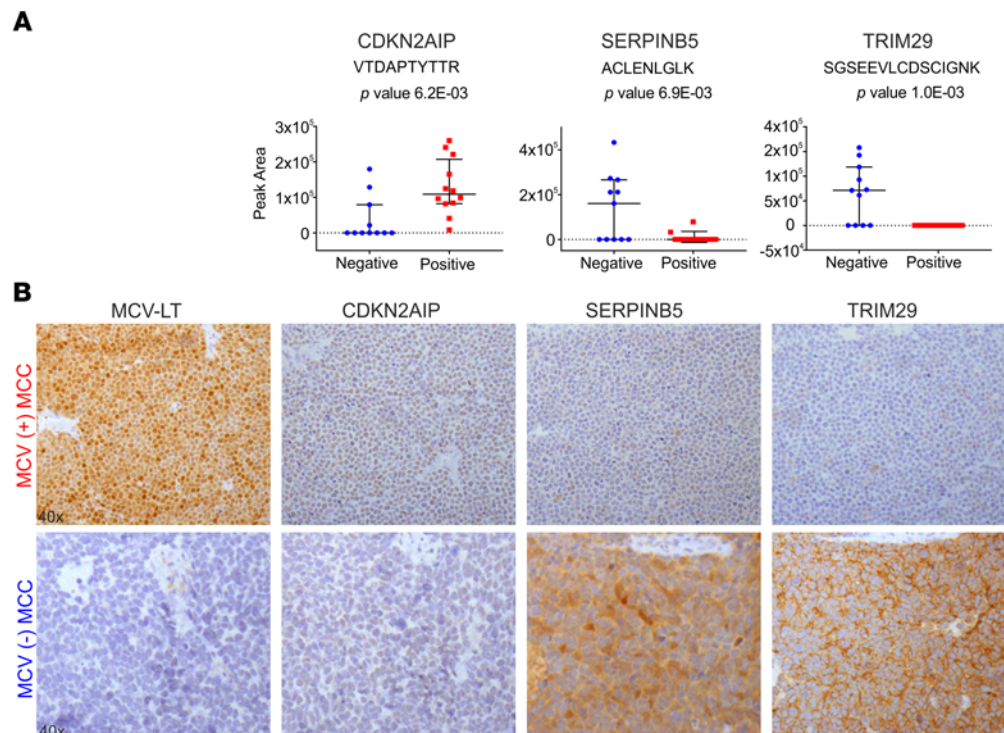 A
CDKN2AIP
VTDAPTYTTR
p value 6.2E-03
SERPINB5
ACLENLGLK
p value 6.9E-03
TRIM29
SGSEEVLCDSCIGNK
p value 1.0E-03
Peak Area
3x10⁵
2x10⁵
1x10⁵
0
Negative
Positive
4x10⁵
2x10⁵
0
Negative
Positive
4x10⁵
2x10⁵
1x10⁵
5x10⁴
0
-5x10⁴
Negative
Positive
B
MCV-LT
CDKN2AIP
SERPINB5
TRIM29
MCV (+) MCC
40x
MCV (-) MCC
40x